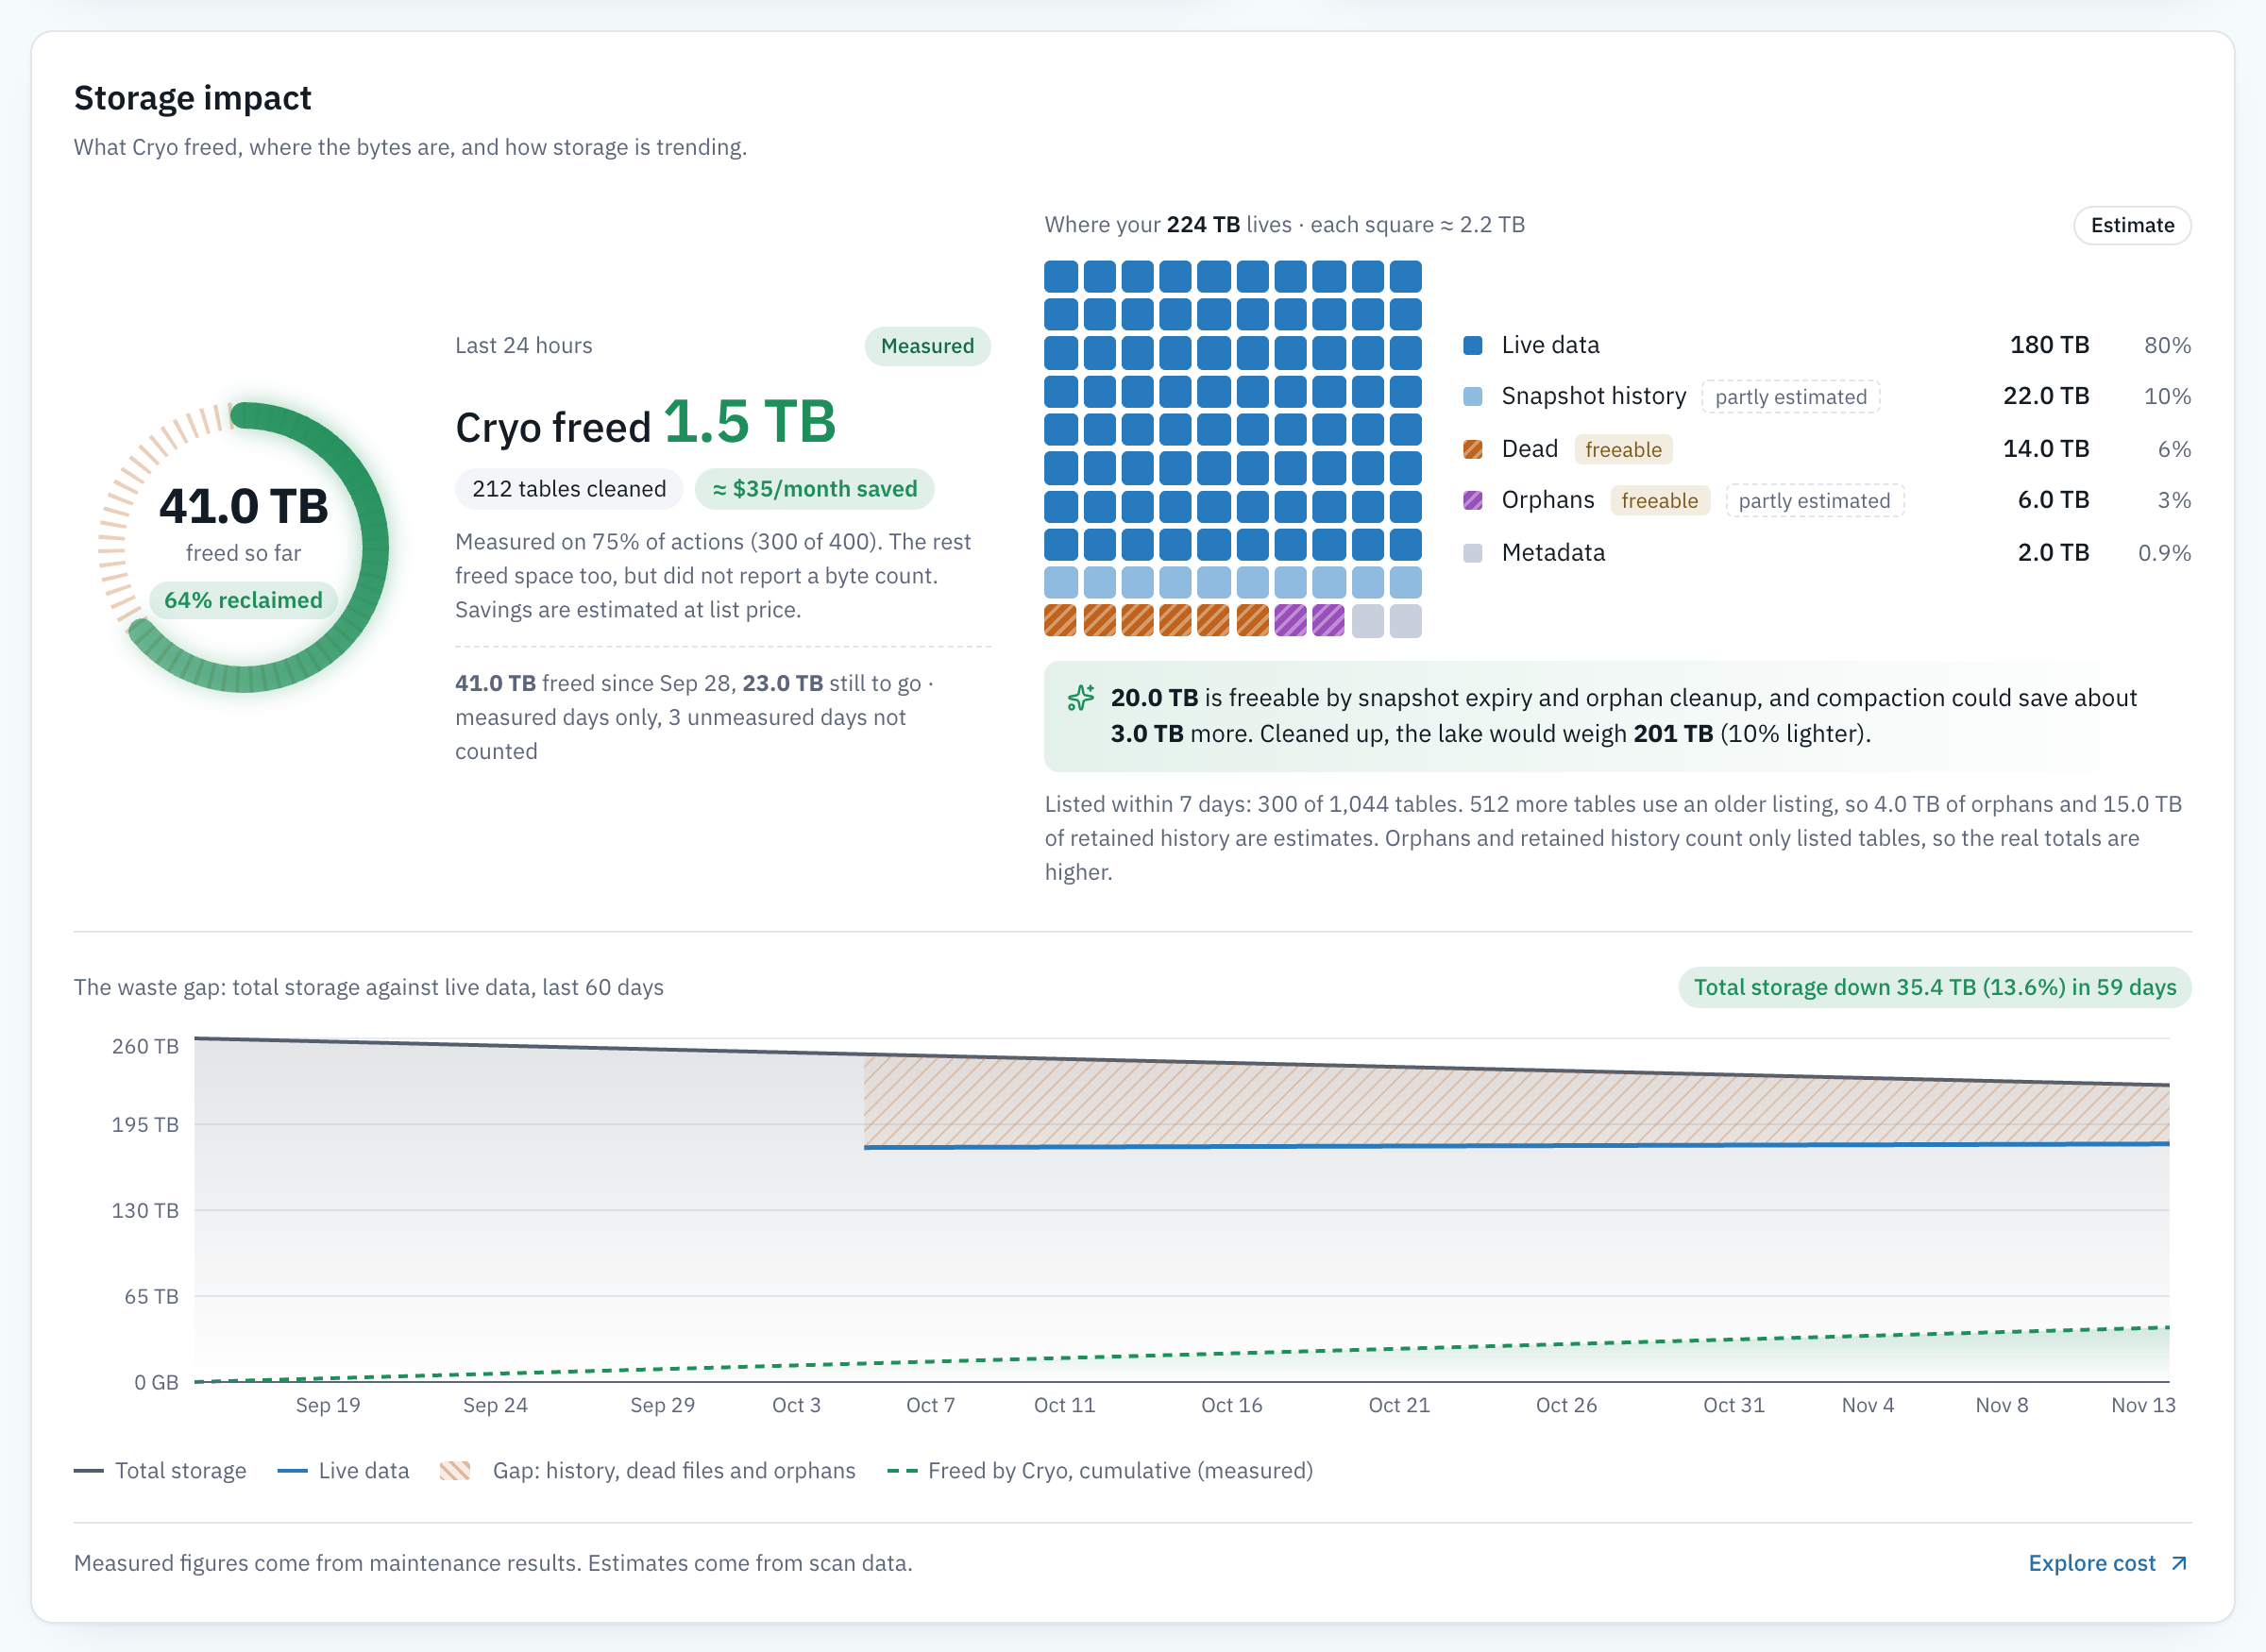 Storage impact
What Cryo freed, where the bytes are, and how storage is trending.
41.0 TB
freed so far
64% reclaimed
Last 24 hours
Measured
Cryo freed 1.5 TB
212 tables cleaned
≈ $35/month saved
Measured on 75% of actions (300 of 400). The rest
freed space too, but did not report a byte count.
Savings are estimated at list price.
41.0 TB freed since Sep 28, 23.0 TB still to go ·
measured days only, 3 unmeasured days not
counted
Where your 224 TB lives · each square ≈ 2.2 TB
Estimate
Live data 180 TB 80%
Snapshot history partly estimated 22.0 TB 10%
Dead freeable 14.0 TB 6%
Orphans freeable partly estimated 6.0 TB 3%
Metadata 2.0 TB 0.9%
20.0 TB is freeable by snapshot expiry and orphan cleanup, and compaction could save about
3.0 TB more. Cleaned up, the lake would weigh 201 TB (10% lighter).
Listed within 7 days: 300 of 1,044 tables. 512 more tables use an older listing, so 4.0 TB of orphans and 15.0 TB
of retained history are estimates. Orphans and retained history count only listed tables, so the real totals are
higher.
The waste gap: total storage against live data, last 60 days
Total storage down 35.4 TB (13.6%) in 59 days
260 TB
195 TB
130 TB
65 TB
0 GB
Sep 19 Sep 24 Sep 29 Oct 3 Oct 7 Oct 11 Oct 16 Oct 21 Oct 26 Oct 31 Nov 4 Nov 8 Nov 13
Total storage Live data Gap: history, dead files and orphans Freed by Cryo, cumulative (measured)
Measured figures come from maintenance results. Estimates come from scan data.
Explore cost